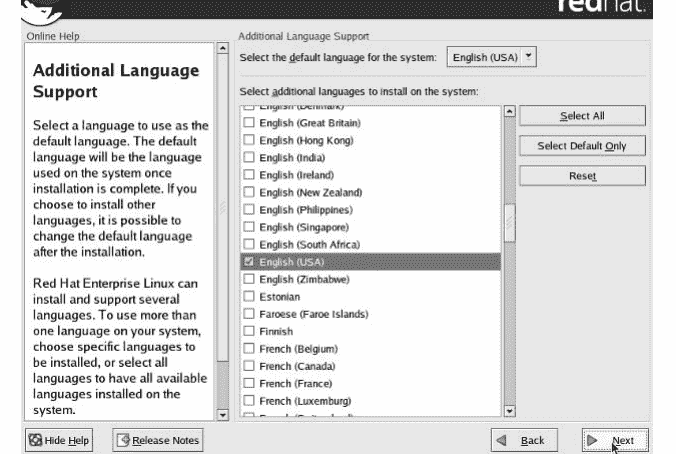 redhat.
Online Help
Additional Language
Support
Select a language to use as the
default language. The default
language will be the language
used on the system once
installation is complete. If you
choose to install other
languages, it is possible to
change the default language
after the installation.
Red Hat Enterprise Linux can
install and support several
languages. To use more than
one language on your system,
choose specific languages to
be installed, or select all
languages to have all available
languages installed on the
system.
Additional Language Support
Select the default language for the system: English (USA)
Select additional languages to install on the system:
English (Denmark)
English (Great Britain)
English (Hong Kong)
English (India)
English (Ireland)
English (New Zealand)
English (Philippines)
English (Singapore)
English (South Africa)
English (USA)
English (Zimbabwe)
Estonian
Faroese (Faroe Islands)
Finnish
French (Belgium)
French (Canada)
French (France)
French (Luxemburg)
Select All
Select Default Only
Reset
Hide Help
Release Notes
Back
Next